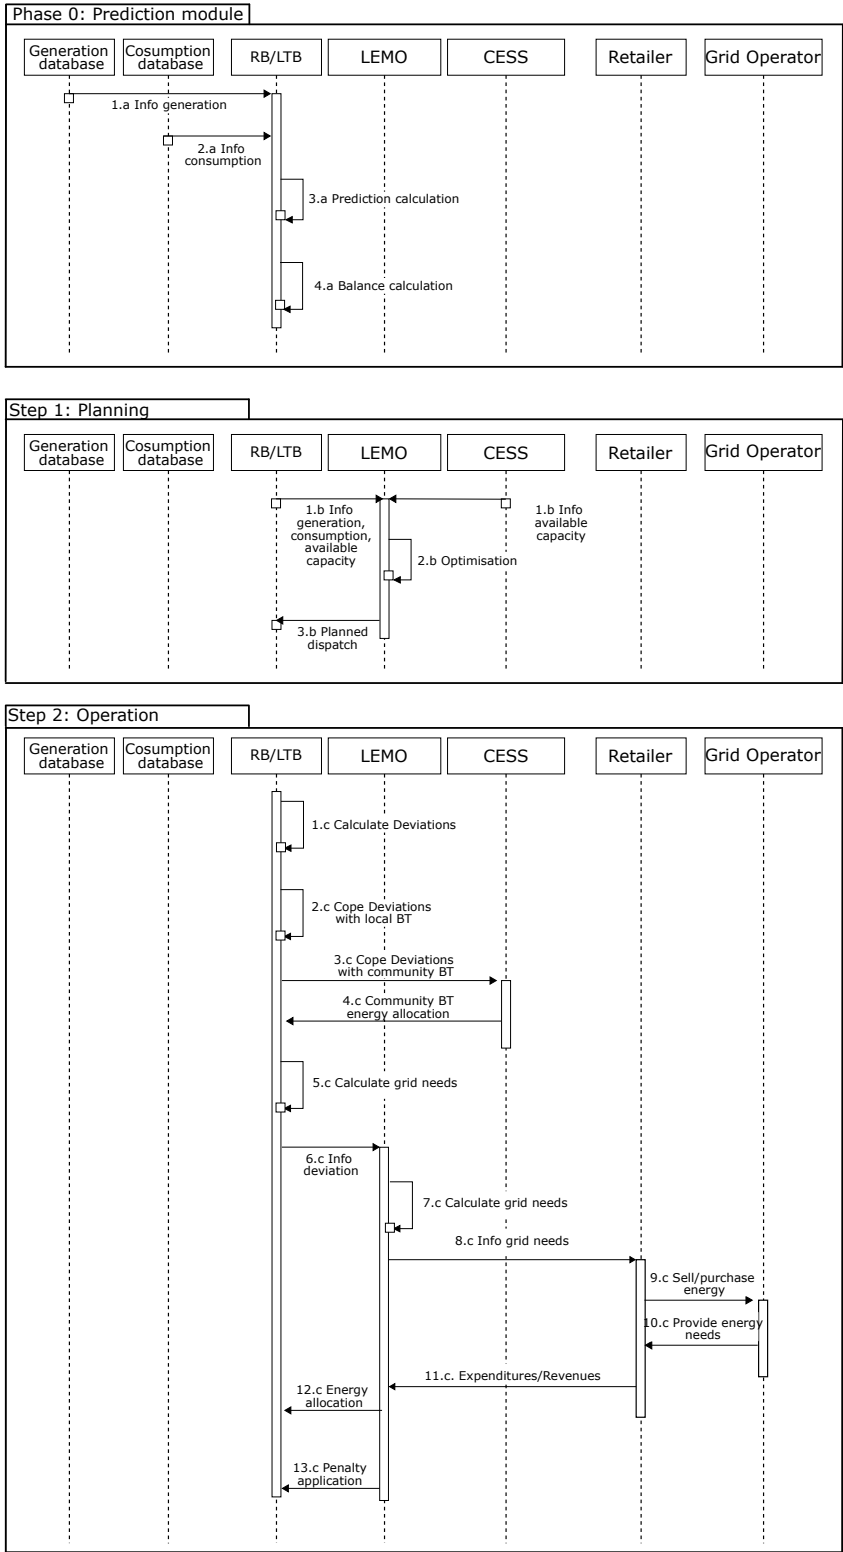 Phase 0: Prediction module
Generation
database
Cosumption
database
RB/LTB
LEMO
CESS
Retailer
Grid Operator
1.a Info generation
2.a Info
consumption
3.a Prediction calculation
4.a Balance calculation
Step 1: Planning
Generation
database
Cosumption
database
RB/LTB
LEMO
CESS
Retailer
Grid Operator
1.b Info
generation,
consumption,
available
capacity
1.b Info
available
capacity
2.b Optimisation
3.b Planned
dispatch
Step 2: Operation
Generation
database
Cosumption
database
RB/LTB
LEMO
CESS
Retailer
Grid Operator
1.c Calculate Deviations
2.c Cope Deviations
with local BT
3.c Cope Deviations
with community BT
4.c Community BT
energy allocation
5.c Calculate grid needs
6.c Info
deviation
7.c Calculate grid needs
8.c Info grid needs
9.c Sell/purchase
energy
10.c Provide energy
needs
11.c. Expenditures/Revenues
12.c Energy
allocation
13.c Penalty
application